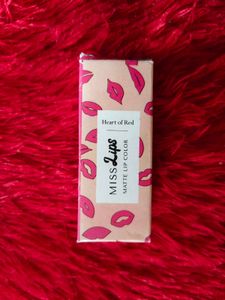 Heart of Red
MISS Lips
MATTE LIP COLOR